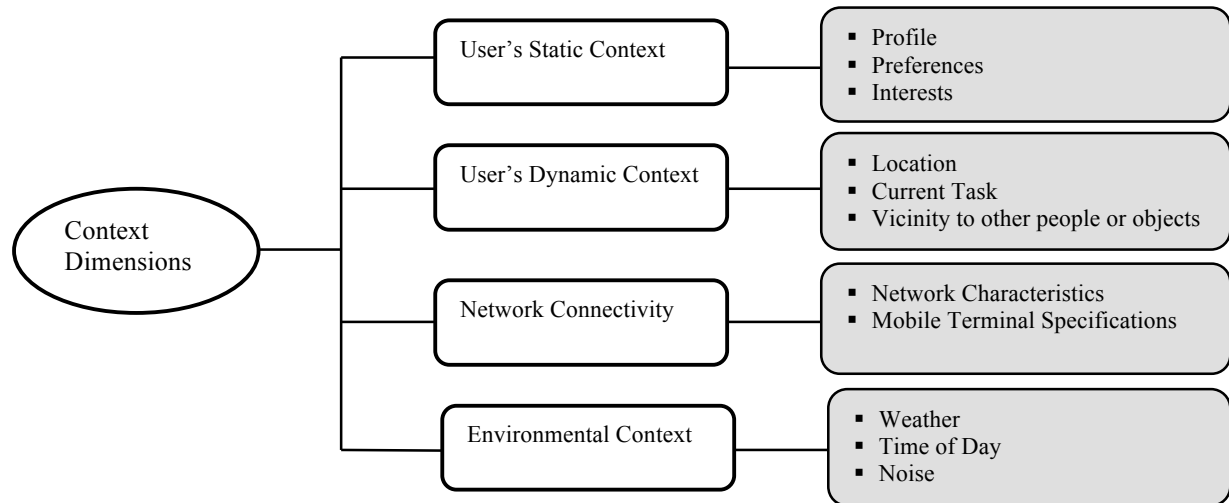 Context
Dimensions
User’s Static Context
▪ Profile
▪ Preferences
▪ Interests
User’s Dynamic Context
▪ Location
▪ Current Task
▪ Vicinity to other people or objects
Network Connectivity
▪ Network Characteristics
▪ Mobile Terminal Specifications
Environmental Context
▪ Weather
▪ Time of Day
▪ Noise